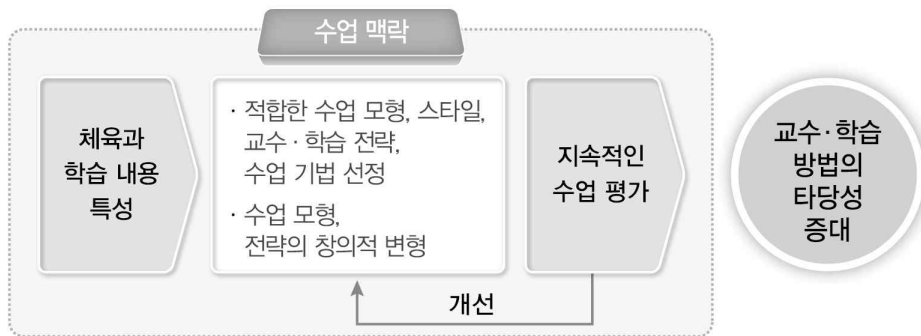 수업 맥락
체육과
학습 내용
특성
· 적합한 수업 모형, 스타일,
교수·학습 전략,
수업 기법 선정
· 수업 모형,
전략의 창의적 변형
지속적인
수업 평가
개선
교수·학습
방법의
타당성
증대